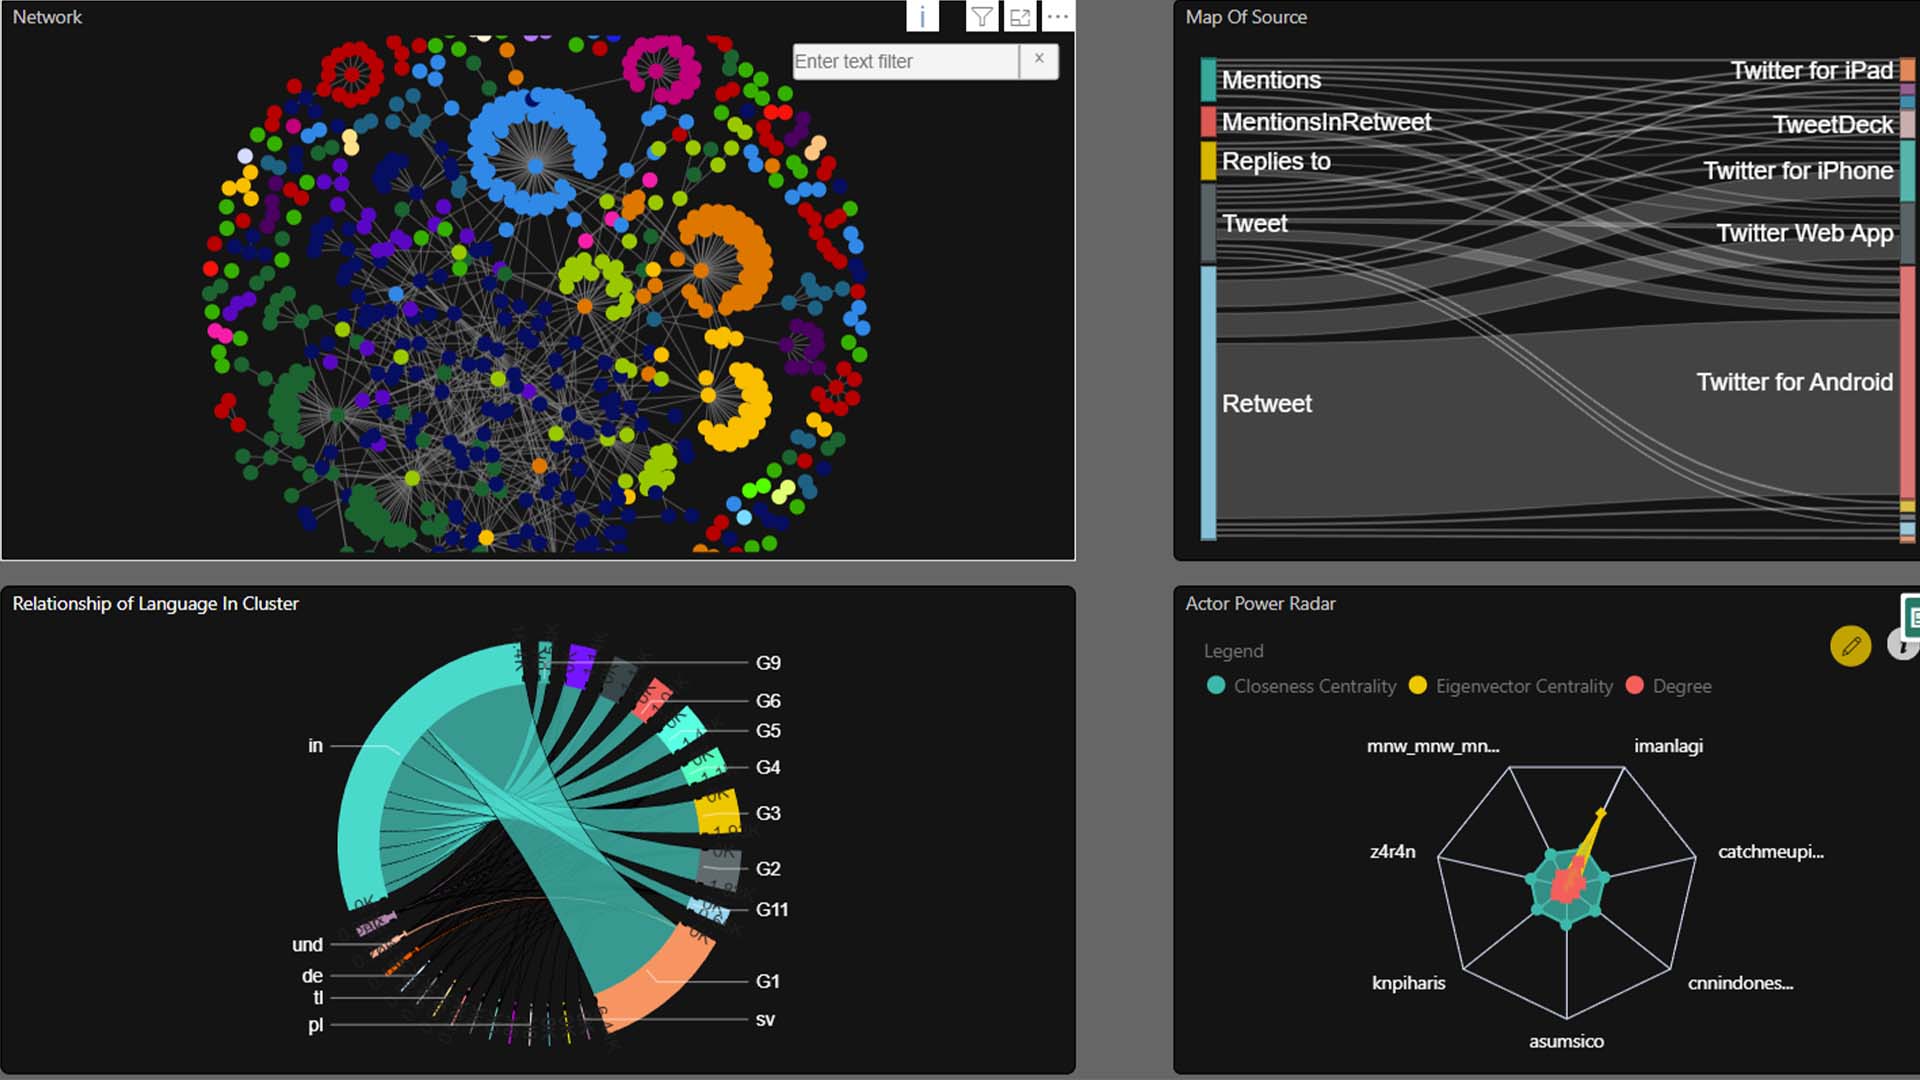 Network
Enter text filter
Map Of Source
Mentions
MentionsInRetweet
Replies to
Tweet
Retweet
Twitter for iPad
TweetDeck
Twitter for iPhone
Twitter Web App
Twitter for Android
Relationship of Language In Cluster
in
und
de
tl
pl
G9
G6
G5
G4
G3
G2
G11
G1
sv
Actor Power Radar
Legend
Closeness Centrality
Eigenvector Centrality
Degree
mnw_mnw_mn...
imanlagi
z4r4n
catchmeupi...
knpiharis
cnnindones...
asumsico